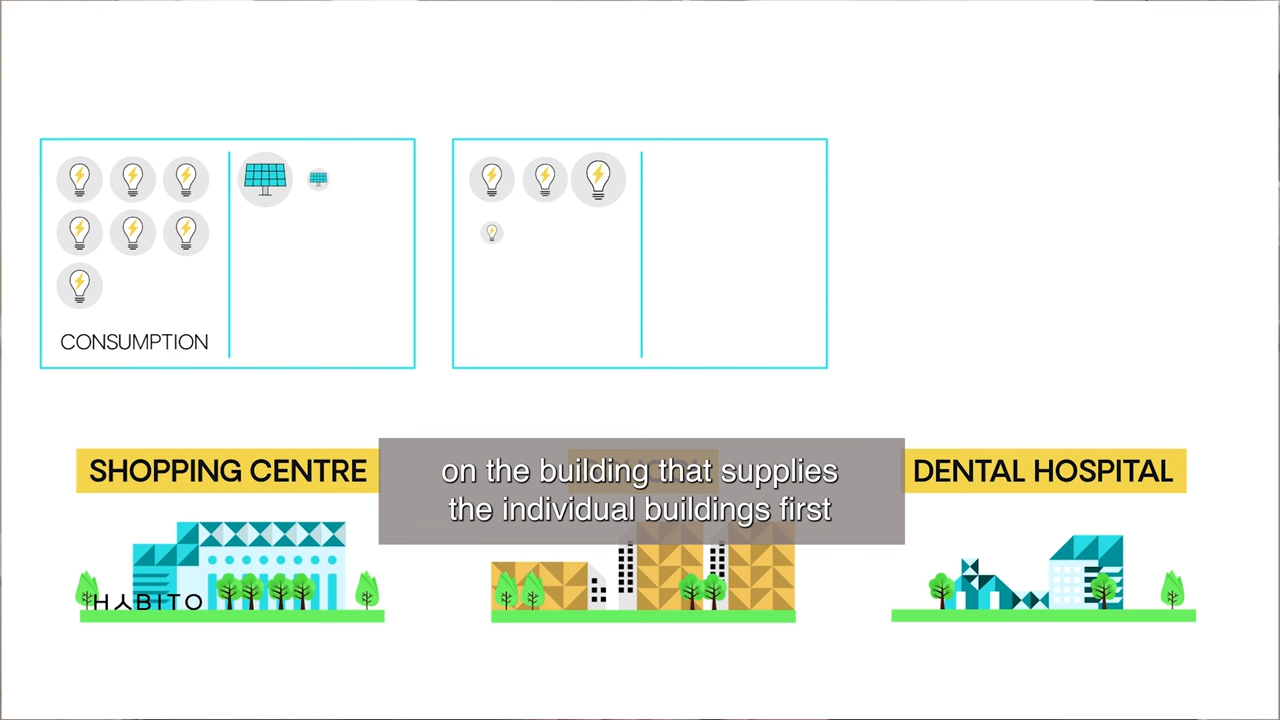 CONSUMPTION
SHOPPING CENTRE
DENTAL HOSPITAL
on the building that supplies
the individual buildings first
HABITO